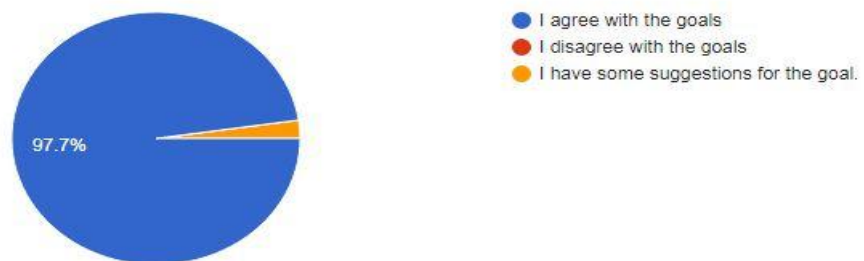 I agree with the goals
I disagree with the goals
I have some suggestions for the goal.
97.7%